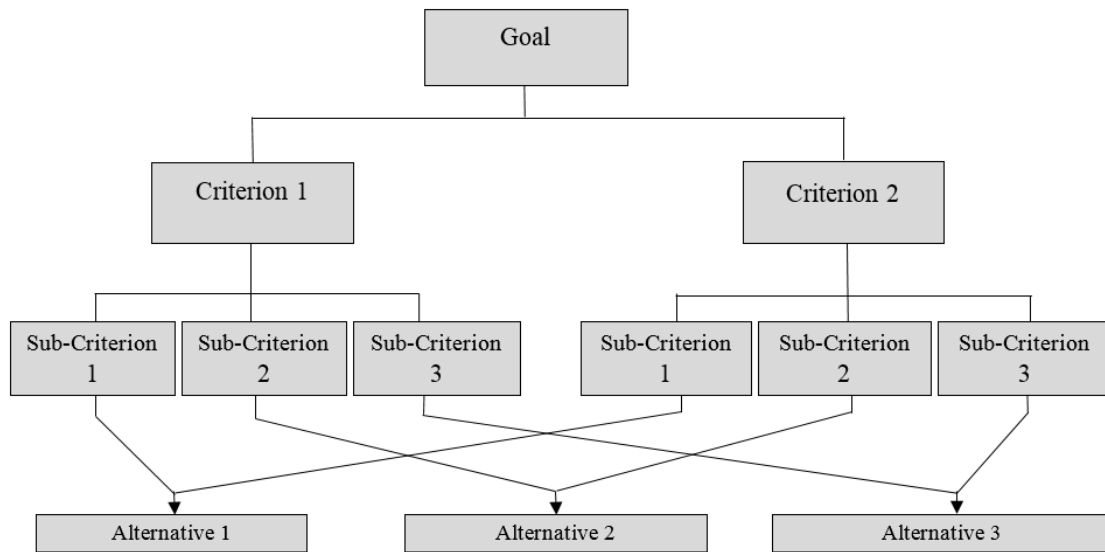 Goal
Criterion 1
Criterion 2
Sub-Criterion
1
Sub-Criterion
2
Sub-Criterion
3
Sub-Criterion
1
Sub-Criterion
2
Sub-Criterion
3
Alternative 1
Alternative 2
Alternative 3